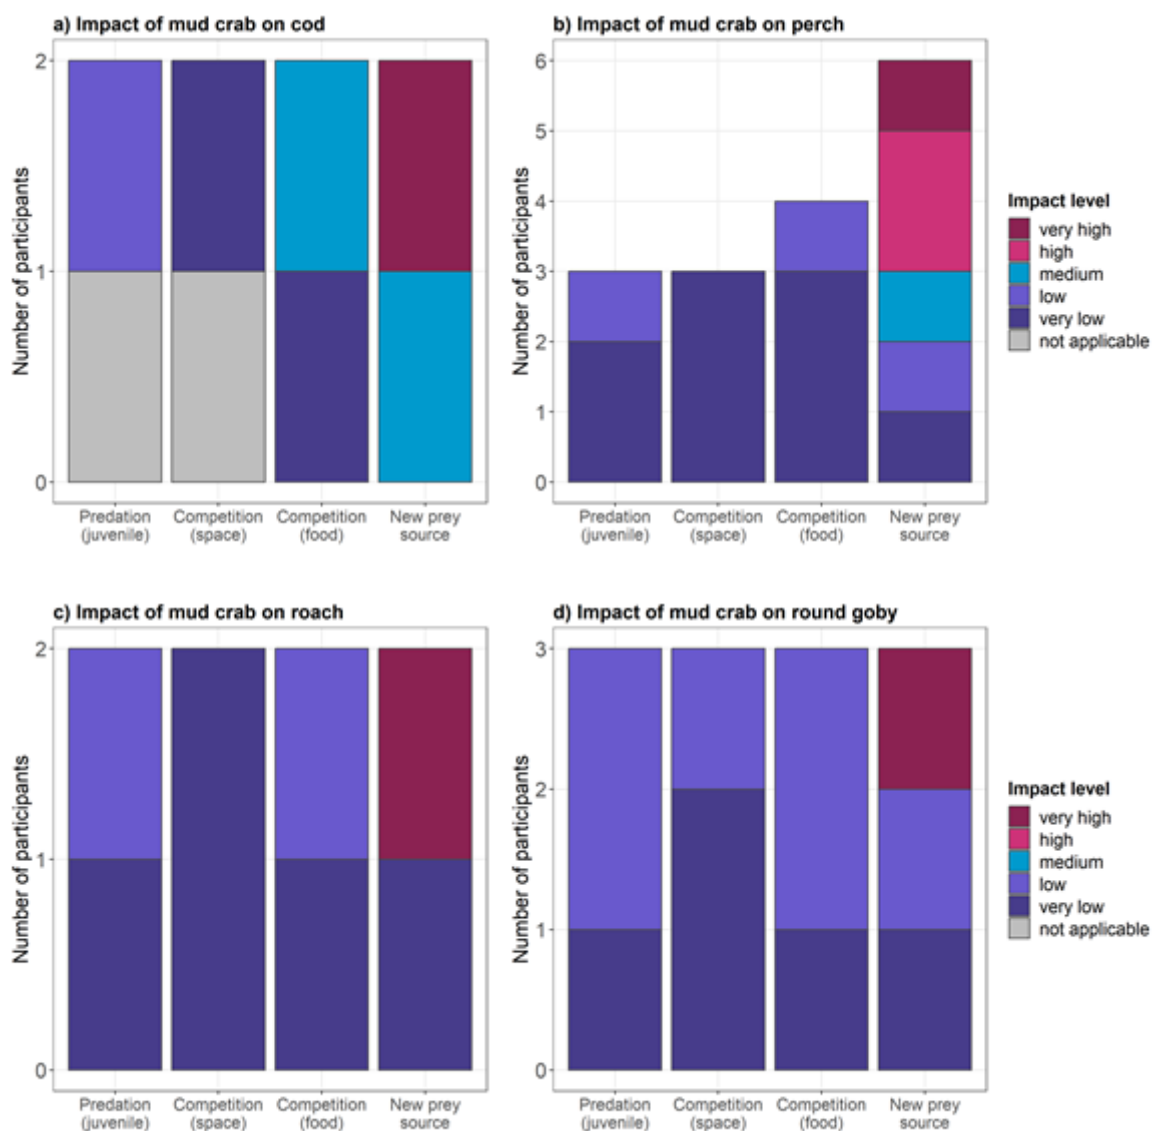 a) Impact of mud crab on cod
Number of participants
2
1
0
Predation
(juvenile)
Competition
(space)
Competition
(food)
New prey
source
b) Impact of mud crab on perch
Number of participants
6
5
4
3
2
1
0
Predation
(juvenile)
Competition
(space)
Competition
(food)
New prey
source
Impact level
very high
high
medium
low
very low
not applicable
c) Impact of mud crab on roach
Number of participants
2
1
0
Predation
(juvenile)
Competition
(space)
Competition
(food)
New prey
source
d) Impact of mud crab on round goby
Number of participants
3
2
1
0
Predation
(juvenile)
Competition
(space)
Competition
(food)
New prey
source
Impact level
very high
high
medium
low
very low
not applicable